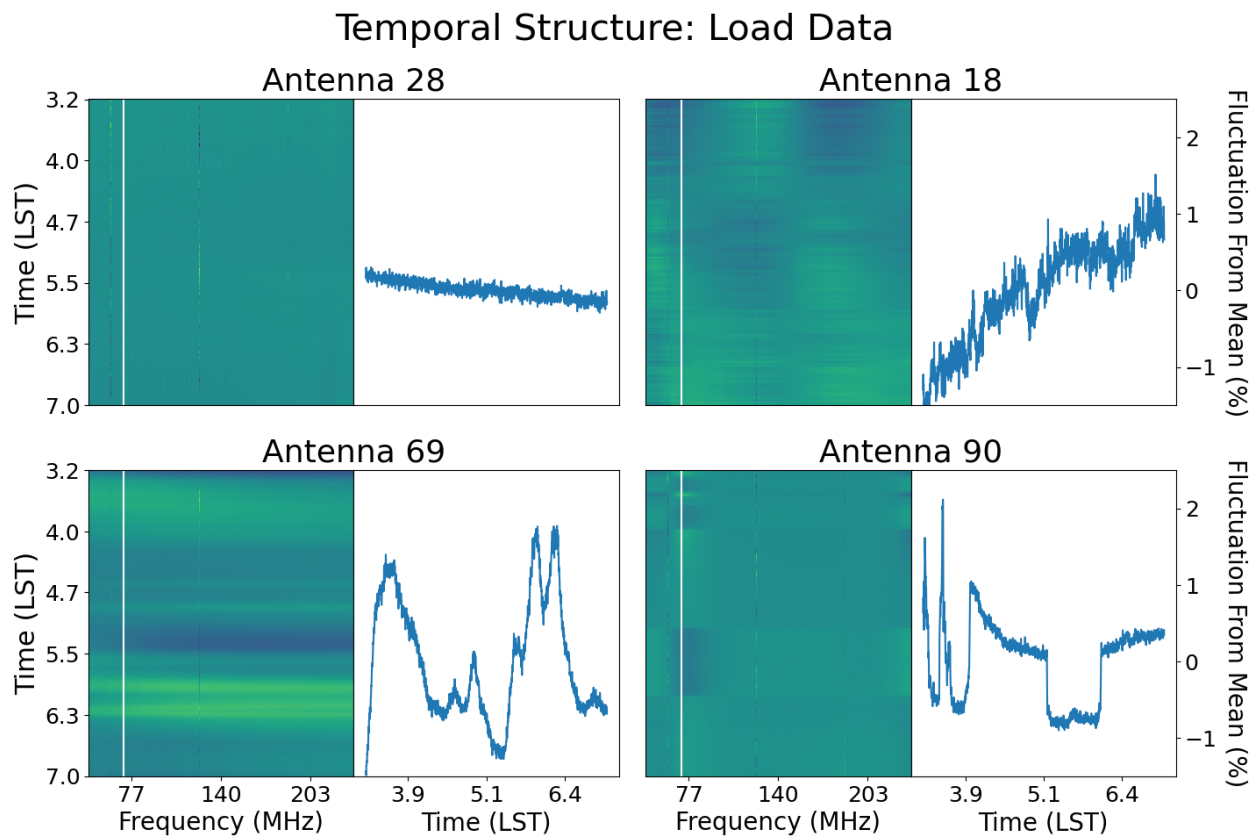 Temporal Structure: Load Data
Antenna 28
Antenna 18
3.2
4.0
4.7
5.5
6.3
7.0
Time (LST)
2
1
0
−1
Fluctuation From Mean (%)
Antenna 69
Antenna 90
3.2
4.0
4.7
5.5
6.3
7.0
Time (LST)
2
1
0
−1
Fluctuation From Mean (%)
77 140 203 3.9 5.1 6.4 77 140 203 3.9 5.1 6.4
Frequency (MHz) Time (LST) Frequency (MHz) Time (LST)